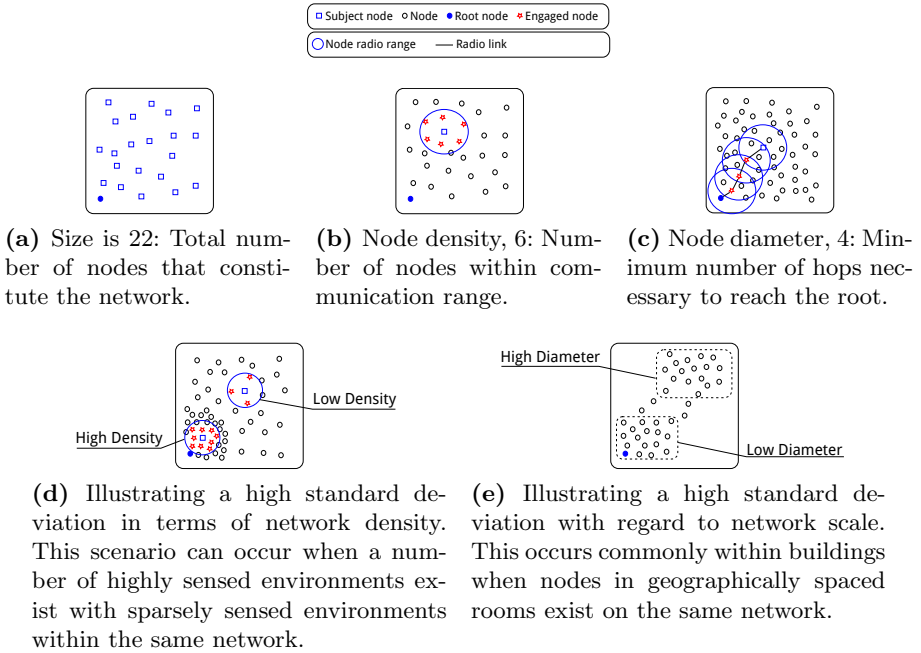 Subject node Node Root node Engaged node
Node radio range Radio link
(a) Size is 22: Total num-
ber of nodes that consti-
tute the network.
(b) Node density, 6: Num-
ber of nodes within com-
munication range.
(c) Node diameter, 4: Min-
imum number of hops nec-
essary to reach the root.
Low Density
High Density
High Diameter
Low Diameter
(d) Illustrating a high standard de-
viation in terms of network density.
This scenario can occur when a num-
ber of highly sensed environments ex-
ist with sparsely sensed environments
within the same network.
(e) Illustrating a high standard de-
viation with regard to network scale.
This occurs commonly within buildings
when nodes in geographically spaced
rooms exist on the same network.